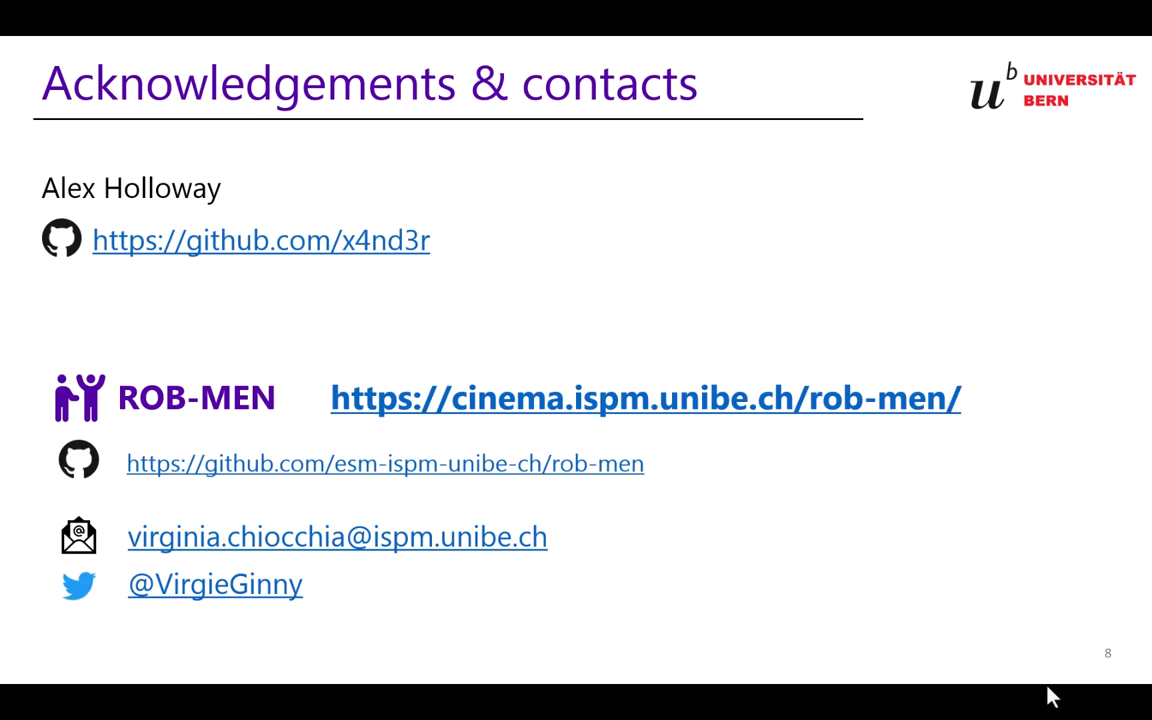 Acknowledgements & contacts
u b UNIVERSITÄT
BERN
Alex Holloway
https://github.com/x4nd3r
ROB-MEN https://cinema.ispm.unibe.ch/rob-men/
https://github.com/esm-ispm-unibe-ch/rob-men
@
virginia.chiocchia@ispm.unibe.ch
@VirgieGinny
8